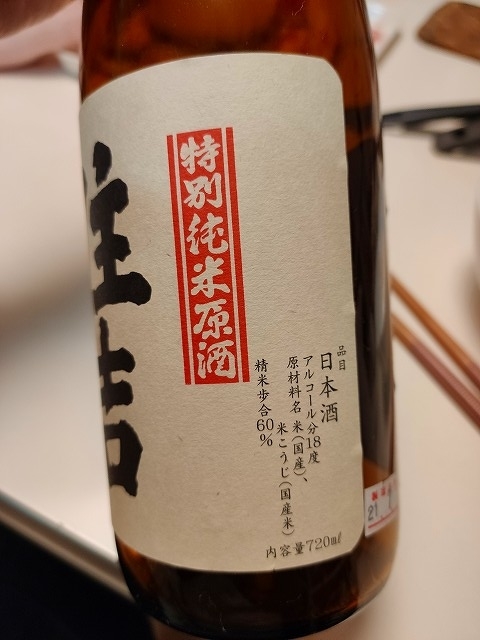 特別純米原酒
住吉
品目
日本酒
アルコール分18度
原材料名 米(国産)、
米こうじ(国産米)
精米歩合60%
内容量720ml
21